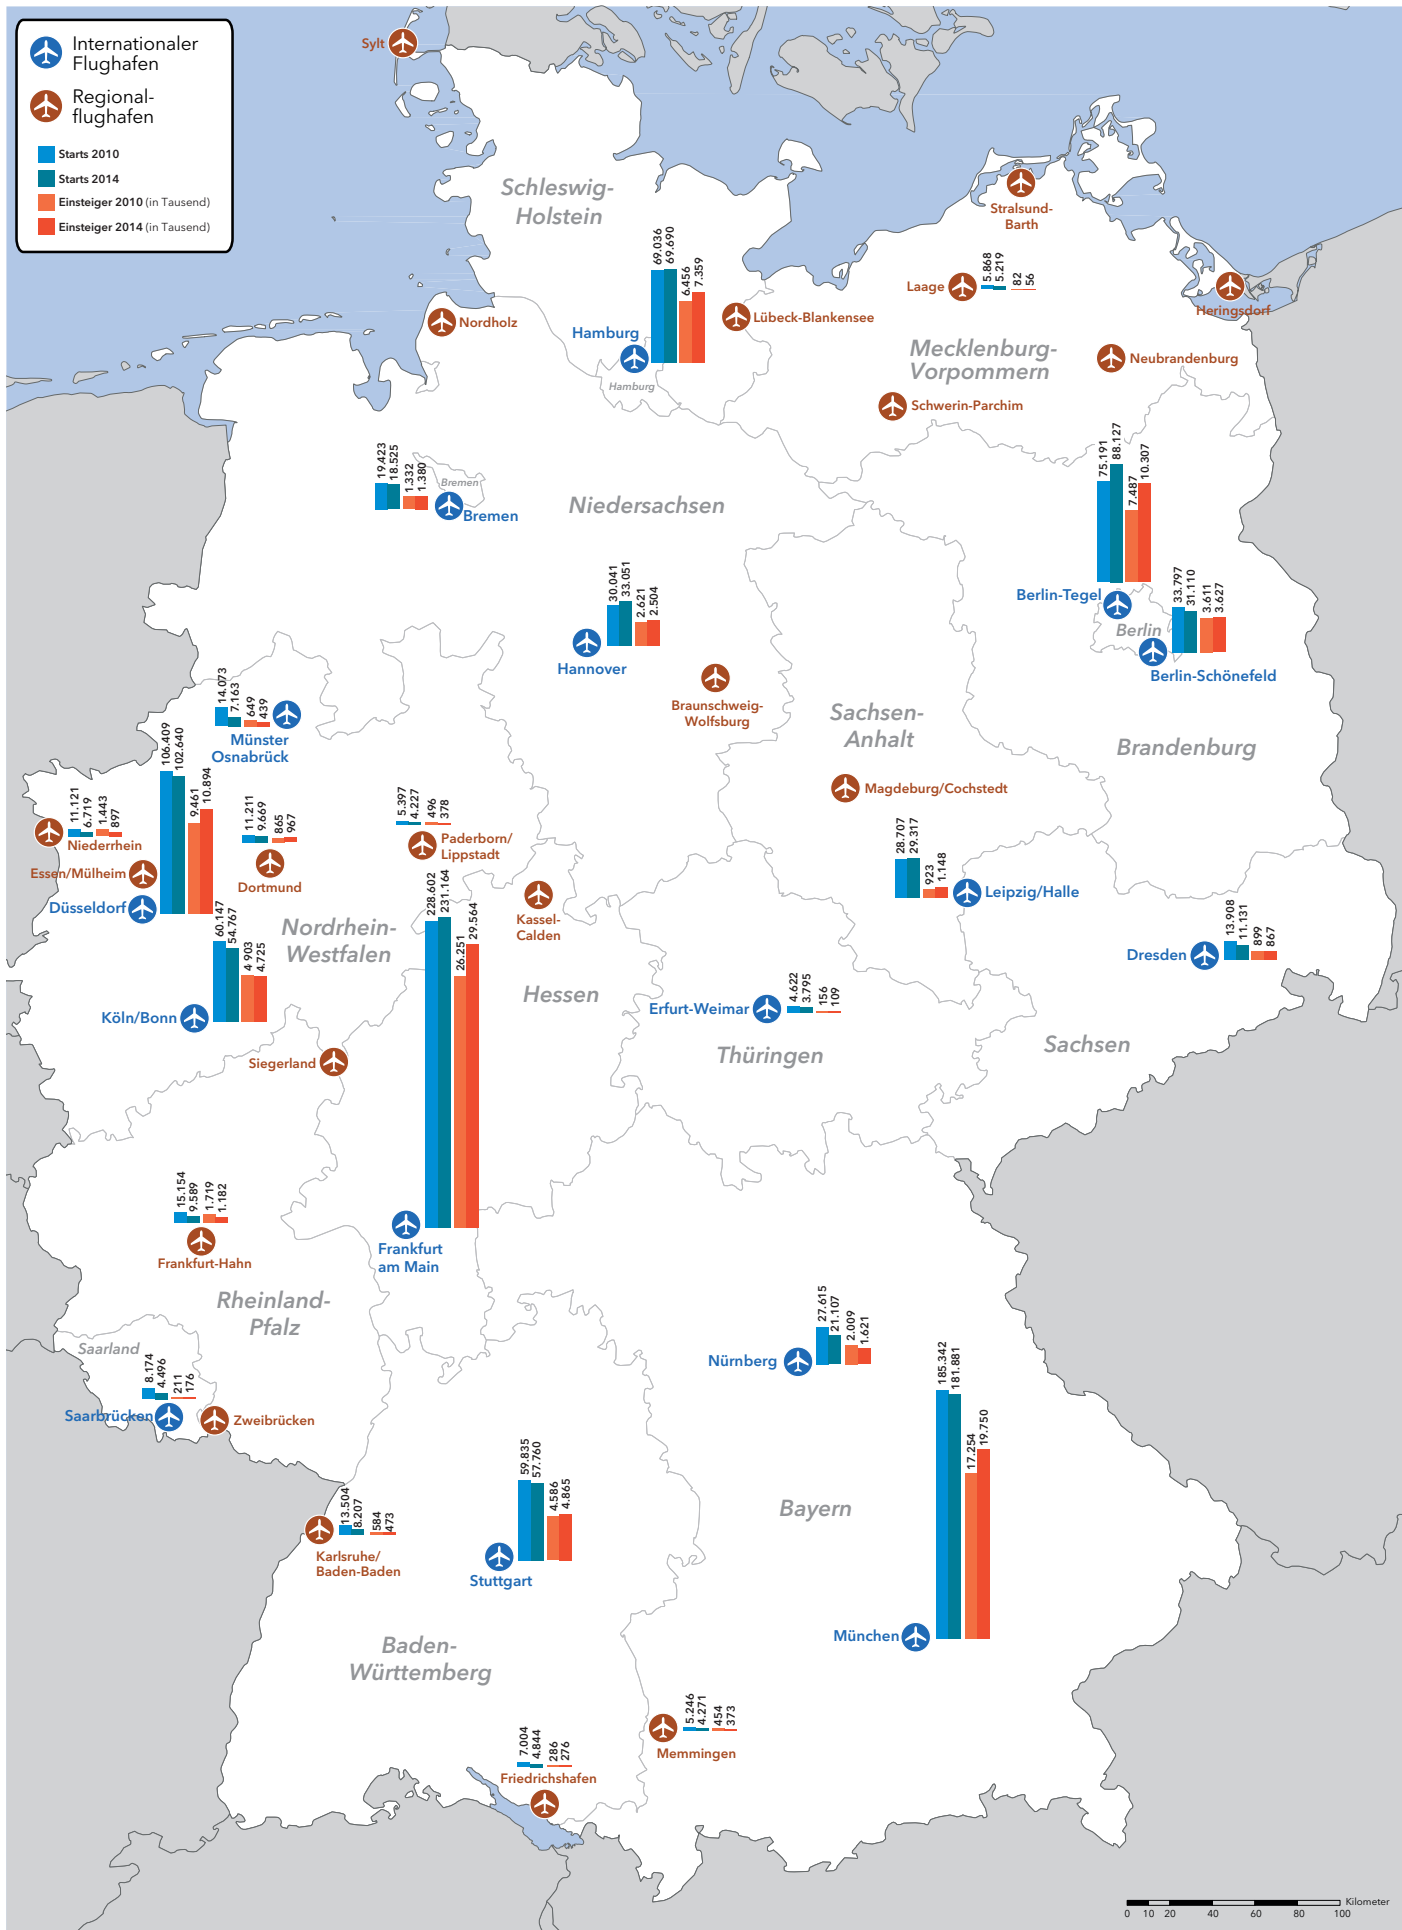 Internationaler
Flughafen
Regional-
flughafen
Starts 2010
Starts 2014
Einsteiger 2010 (in Tausend)
Einsteiger 2014 (in Tausend)
Sylt
Schleswig-
Holstein
Stralsund-
Barth
69.036
69.690
6.456
7.359
Hamburg
Hamburg
Lübeck-Blankensee
Nordholz
5.868
5.219
82
56
Laage
Heringsdorf
Mecklenburg-
Vorpommern
Neubrandenburg
Schwerin-Parchim
19.423
18.525
1.332
1.380
Bremen
Bremen
Niedersachsen
75.191
88.127
7.487
10.307
Berlin-Tegel
Berlin
33.797
31.110
3.611
3.627
Berlin-Schönefeld
30.041
33.051
2.621
2.504
Hannover
Braunschweig-
Wolfsburg
Sachsen-
Anhalt
Brandenburg
Magdeburg/Cochstedt
14.073
7.163
649
439
Münster
Osnabrück
106.409
102.640
9.461
10.894
11.121
6.719
1.443
897
Niederrhein
Essen/Mülheim
Düsseldorf
11.211
9.669
865
967
Dortmund
5.397
4.227
496
378
Paderborn/
Lippstadt
Kassel-
Calden
28.707
29.317
923
1.148
Leipzig/Halle
Nordrhein-
Westfalen
60.147
54.767
4 903
4.725
Köln/Bonn
228.602
231.164
26.251
29.564
Hessen
13.908
11.131
899
867
Dresden
4.622
3.795
156
109
Erfurt-Weimar
Thüringen
Sachsen
Siegerland
15.154
9.589
1.719
1.182
Frankfurt-Hahn
Frankfurt
am Main
Rheinland-
Pfalz
Saarland
8.174
4.496
211
176
Saarbrücken
Zweibrücken
27.615
21.107
2.009
1.621
Nürnberg
185.342
181.881
17.254
19.750
München
Bayern
59.835
57.760
4.586
4.865
Stuttgart
13.504
8.207
584
473
Karlsruhe/
Baden-Baden
Baden-
Württemberg
5.246
4.271
454
373
Memmingen
7.004
4.844
286
276
Friedrichshafen
Kilometer
0 10 20 40 60 80 100